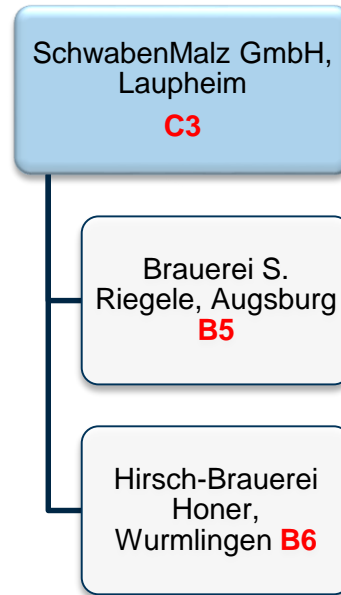 SchwabenMalz GmbH,
Laupheim
C3
Brauerei S.
Riegele, Augsburg
B5
Hirsch-Brauerei
Honer,
Wurmlingen B6